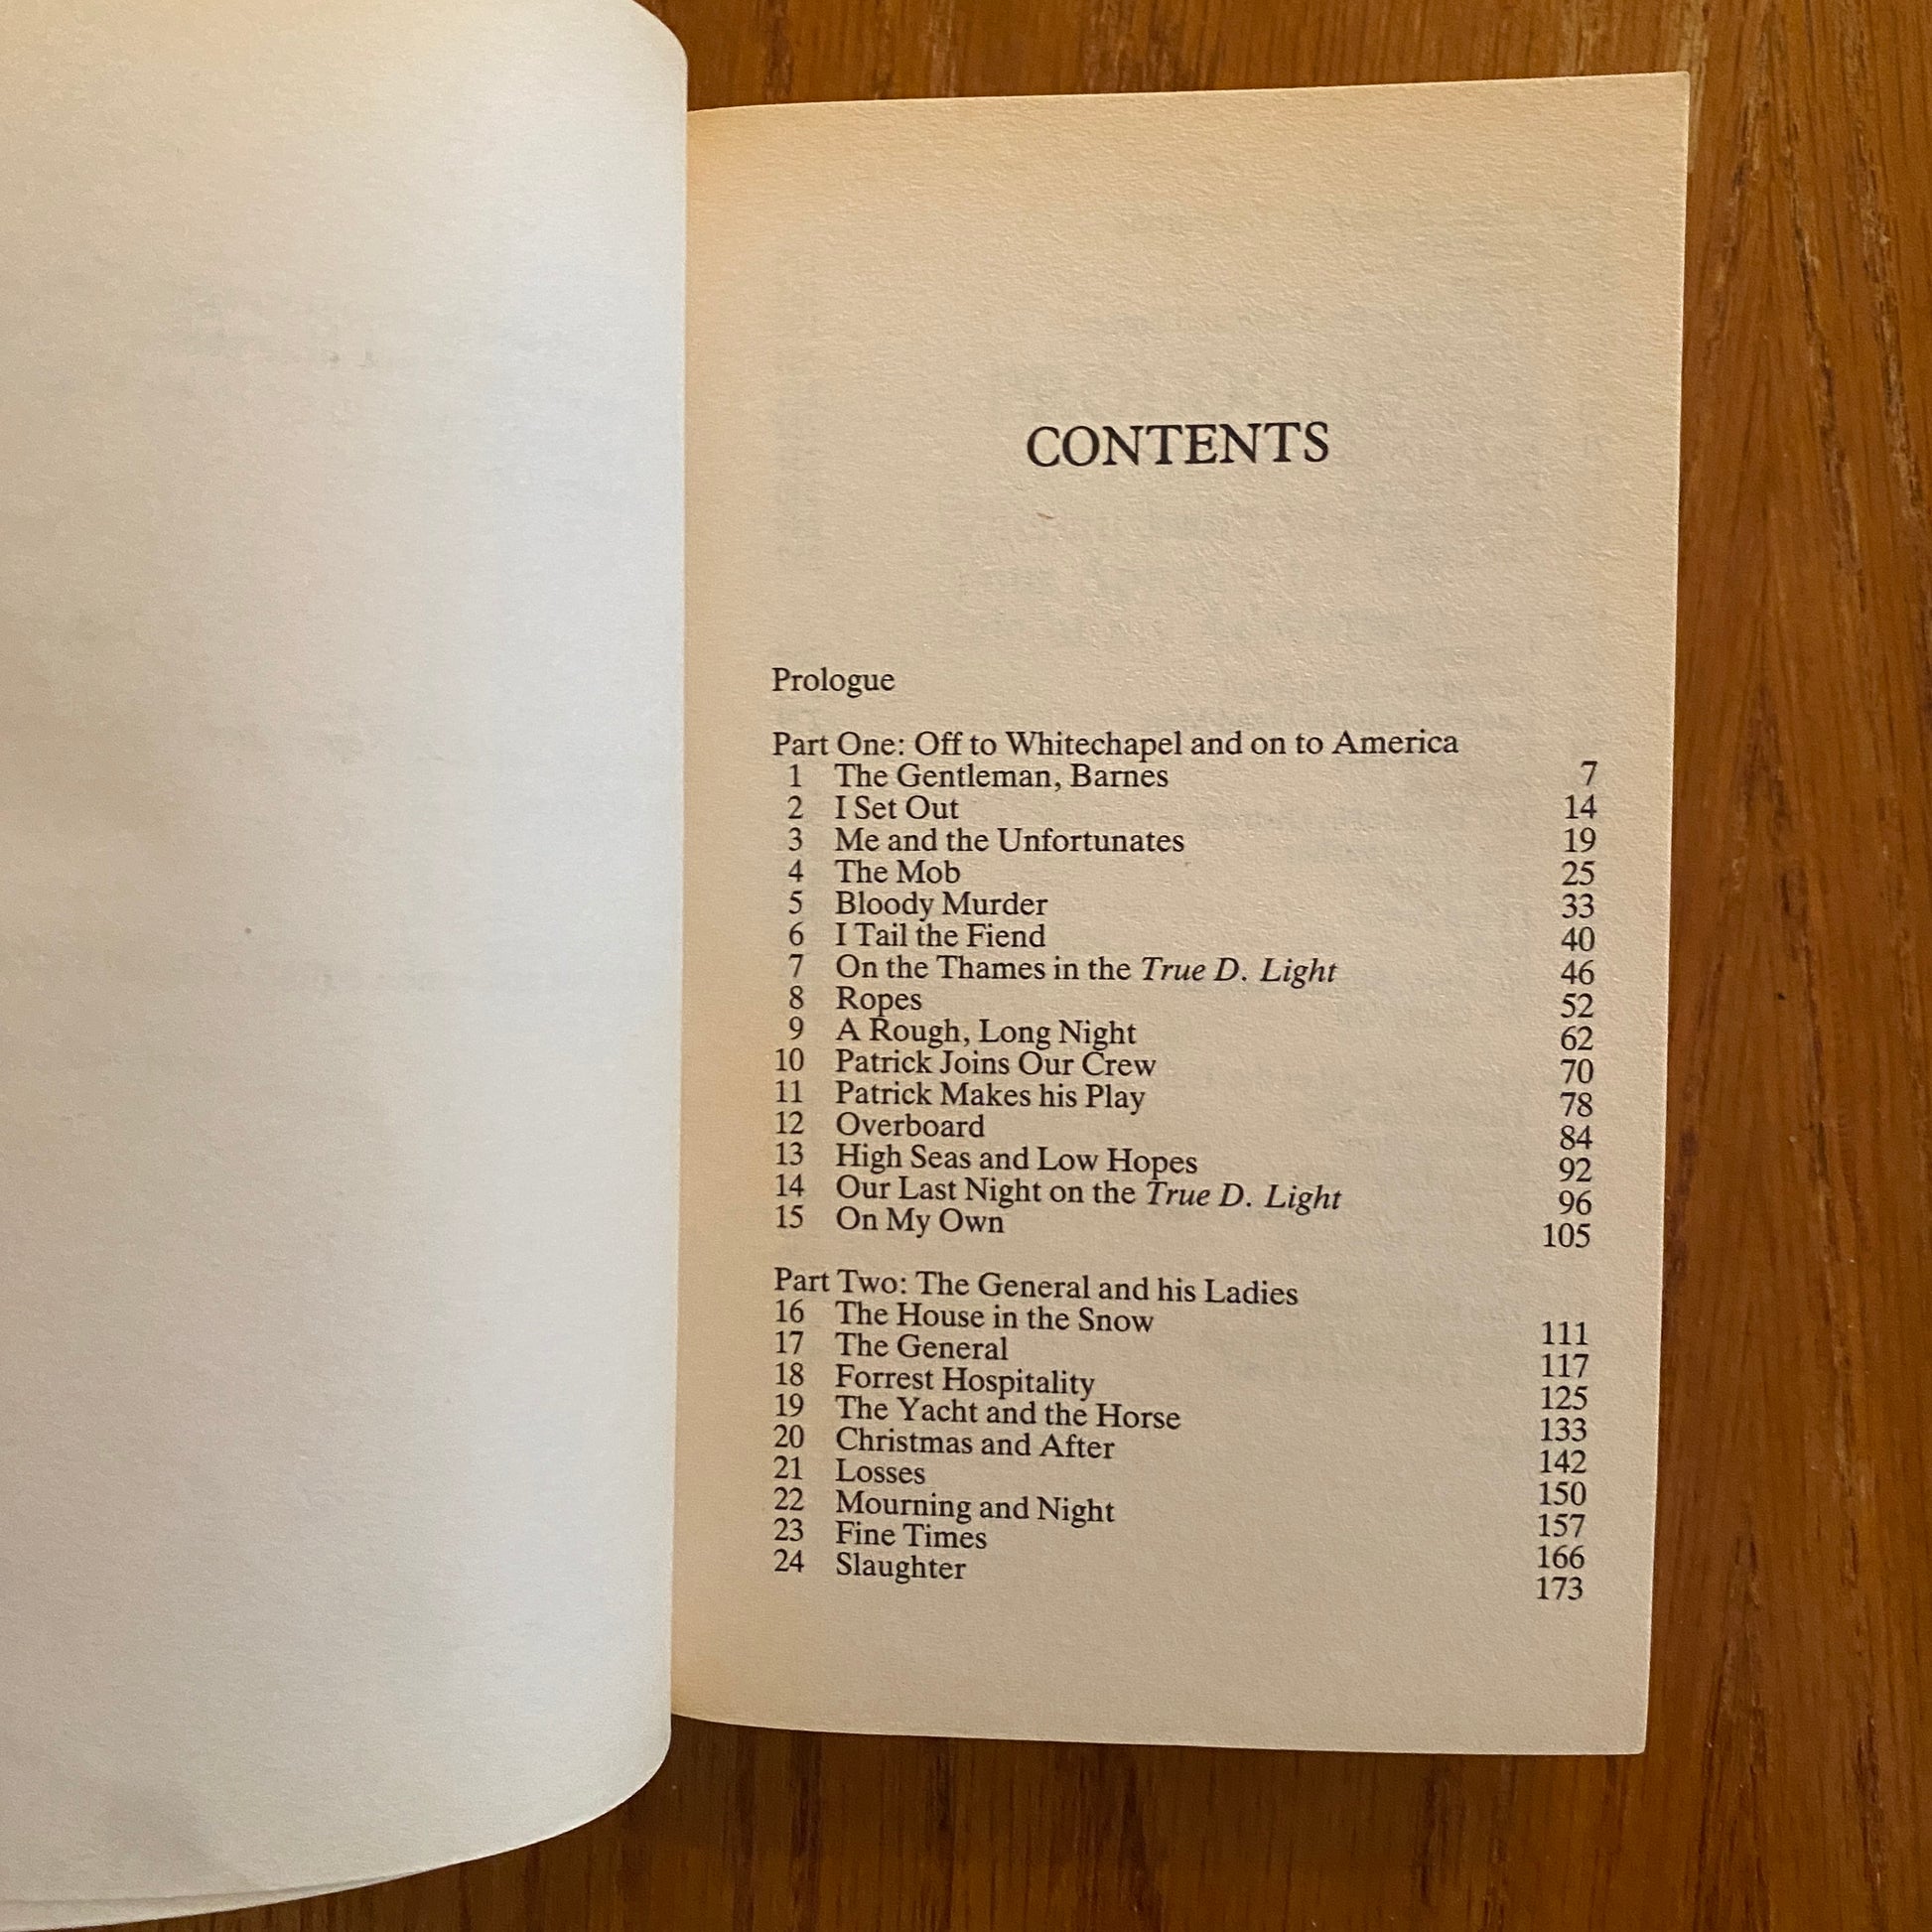 CONTENTS
Prologue
Part One: Off to Whitechapel and on to America
1 The Gentleman, Barnes 7
2 I Set Out 14
3 Me and the Unfortunates 19
4 The Mob 25
5 Bloody Murder 33
6 I Tail the Fiend 40
7 On the Thames in the True D. Light 46
8 Ropes 52
9 A Rough, Long Night 62
10 Patrick Joins Our Crew 70
11 Patrick Makes his Play 78
12 Overboard 84
13 High Seas and Low Hopes 92
14 Our Last Night on the True D. Light 96
15 On My Own 105
Part Two: The General and his Ladies
16 The House in the Snow 111
17 The General 117
18 Forrest Hospitality 125
19 The Yacht and the Horse 133
20 Christmas and After 142
21 Losses 150
22 Mourning and Night 157
23 Fine Times 166
24 Slaughter 173